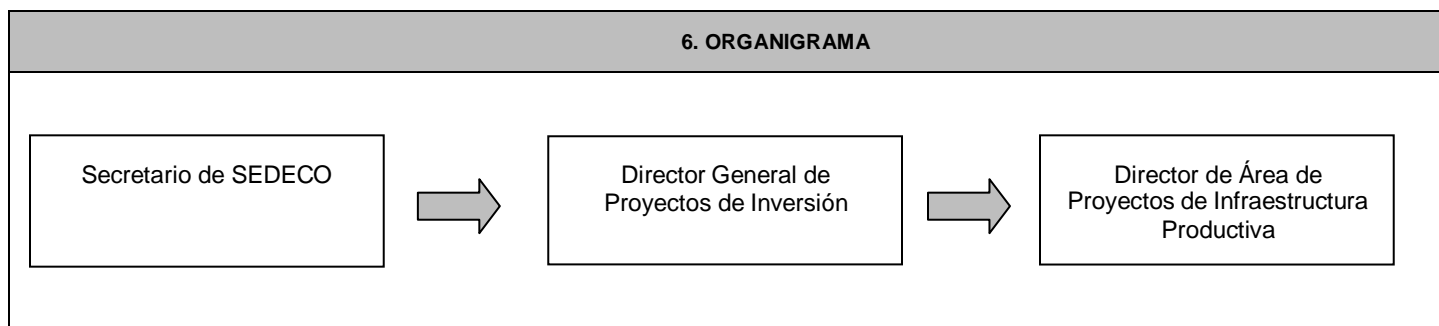 6. ORGANIGRAMA
Secretario de SEDECO
Director General de
Proyectos de Inversión
Director de Área de
Proyectos de Infraestructura
Productiva